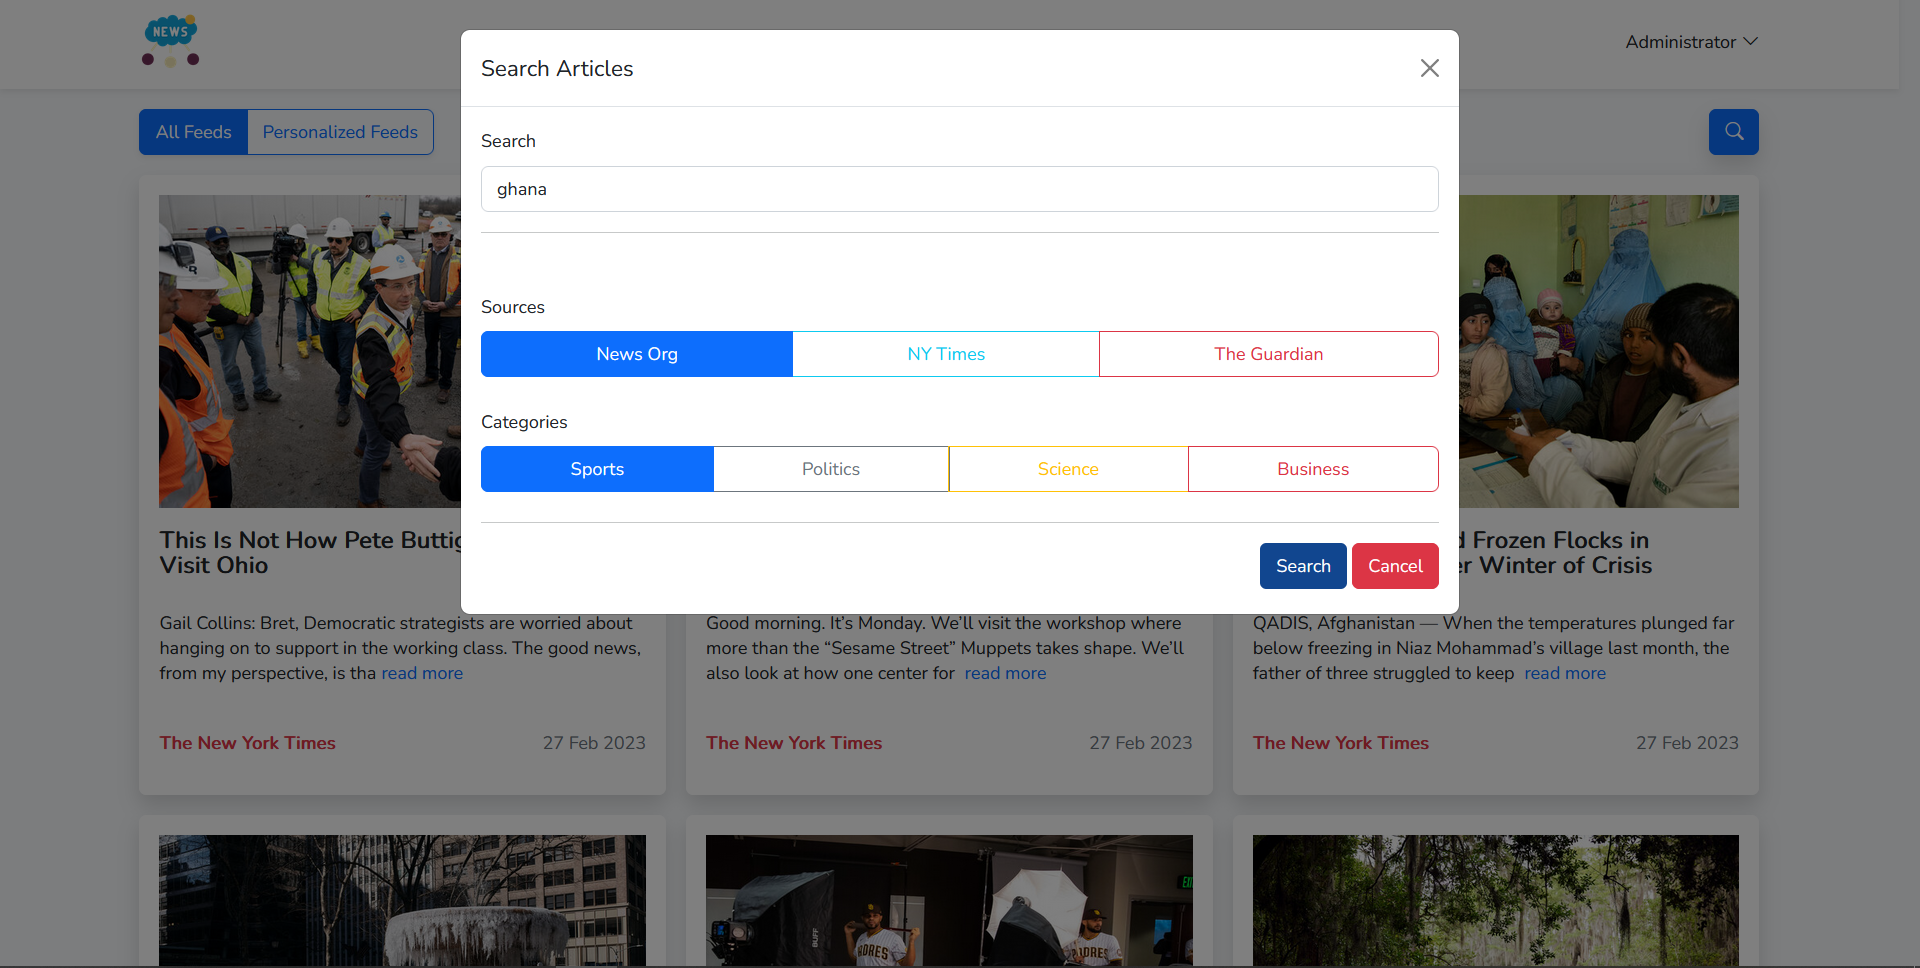 NEWS
Administrator
Search Articles
All Feeds
Personalized Feeds
Search
ghana
Sources
News Org
NY Times
The Guardian
Categories
Sports
Politics
Science
Business
Search
Cancel
This Is Not How Pete Buttig
Visit Ohio
d Frozen Flocks in
er Winter of Crisis
Gail Collins: Bret, Democratic strategists are worried about
hanging on to support in the working class. The good news,
from my perspective, is tha read more
Good morning. It’s Monday. We’ll visit the workshop where
more than the “Sesame Street” Muppets takes shape. We’ll
also look at how one center for read more
QADIS, Afghanistan — When the temperatures plunged far
below freezing in Niaz Mohammad’s village last month, the
father of three struggled to keep read more
The New York Times
27 Feb 2023
The New York Times
27 Feb 2023
The New York Times
27 Feb 2023